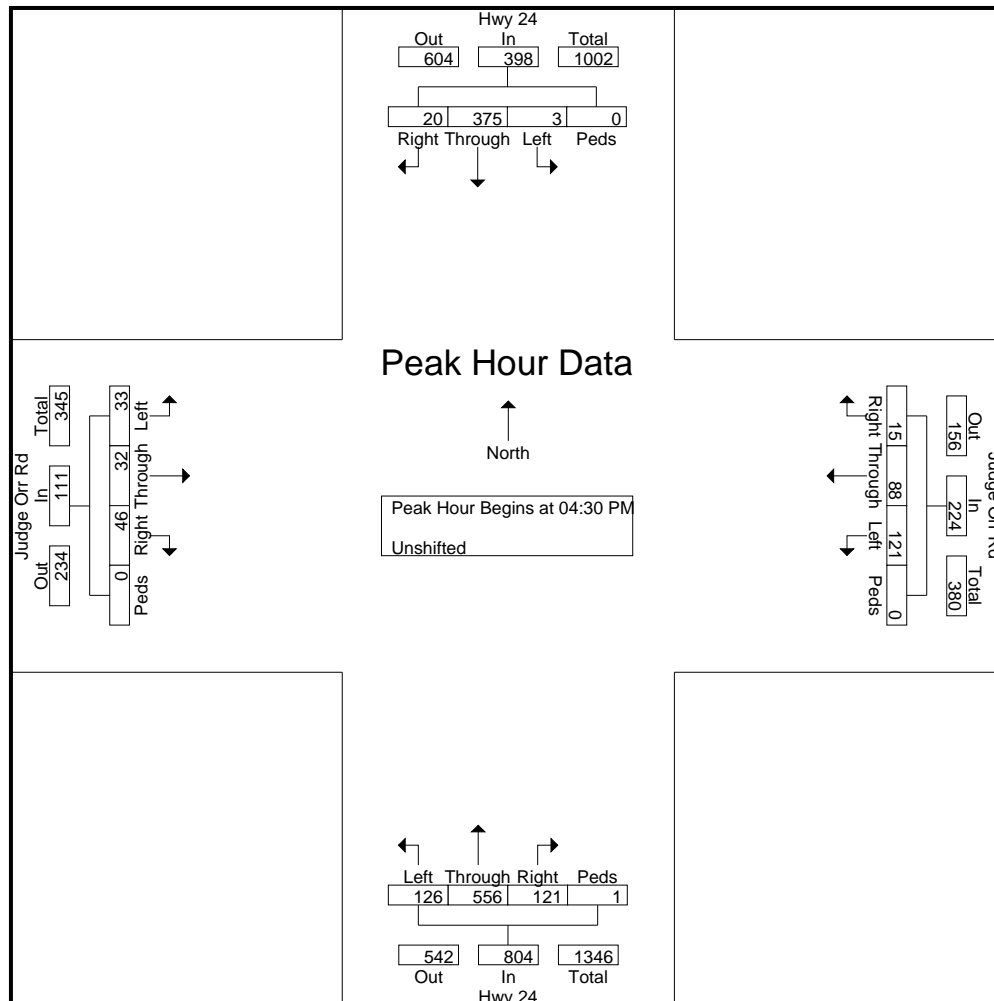 Hwy 24
Out In Total
604 398 1002
20 375 3 0
Right Through Left Peds
Peak Hour Data
North
Peak Hour Begins at 04:30 PM
Unshifted
Judge Orr Rd
Total In Out
345 111 234
33 32 46 0
Left Through Right Peds
Judge Orr Rd
Out In Total
156 224 380
15 88 121 0
Right Through Left Peds
Left Through Right Peds
126 556 121 1
542 804 1346
Out In Total
Hwy 24